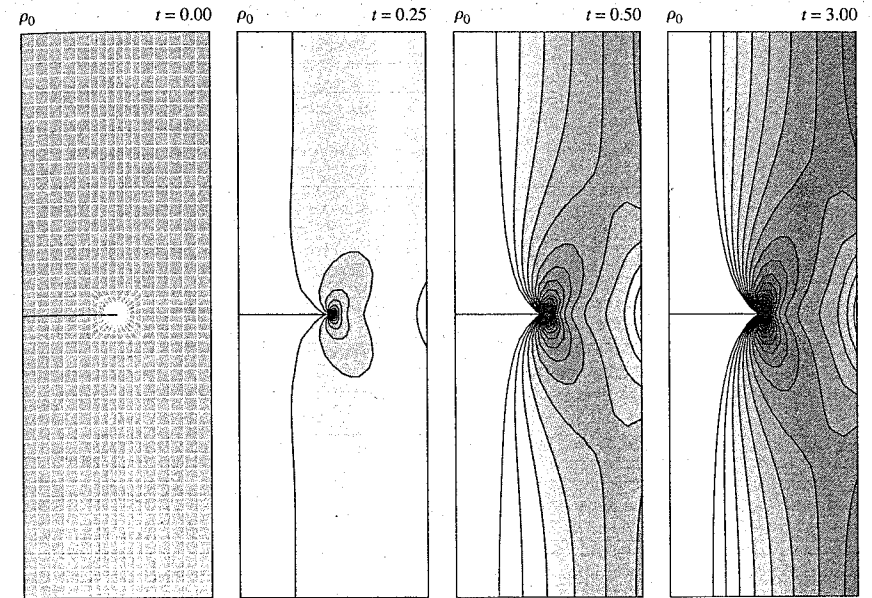 ρ₀ t = 0.00
ρ₀ t = 0.25
ρ₀ t = 0.50
ρ₀ t = 3.00